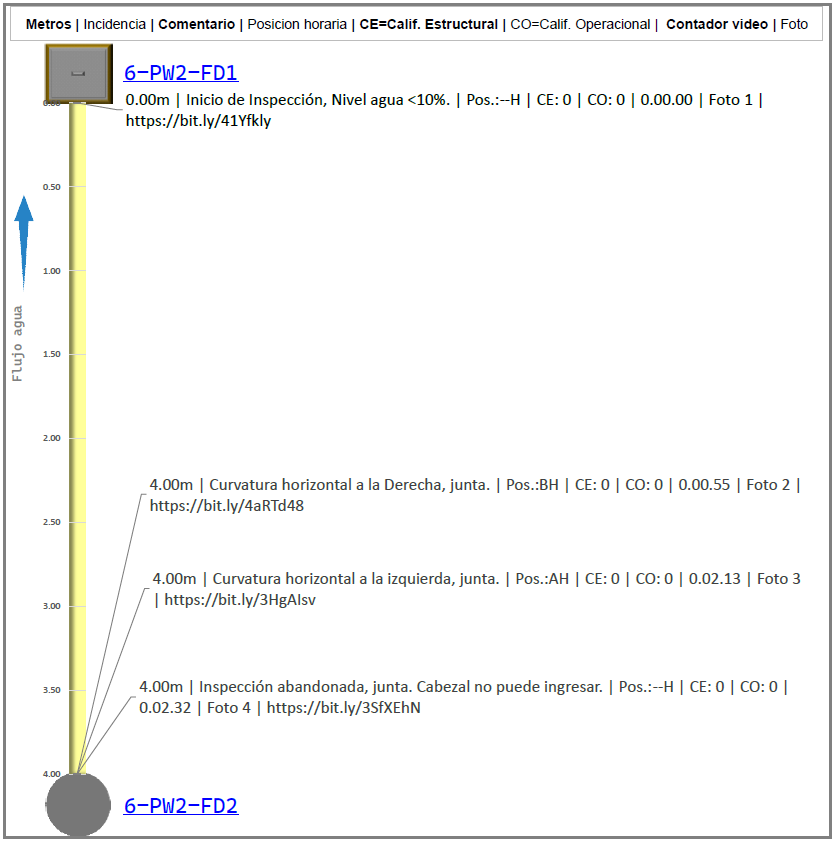 Metros | Incidencia | Comentario | Posicion horaria | CE=Calif. Estructural | CO=Calif. Operacional | Contador video | Foto
6-PW2-FD1
0.00
0.00m | Inicio de Inspección, Nivel agua <10%. | Pos.:--H | CE: 0 | CO: 0 | 0.00.00 | Foto 1 |
https://bit.ly/41Yfkly
0.50
1.00
Flujo agua
1.50
2.00
4.00m | Curvatura horizontal a la Derecha, junta. | Pos.:BH | CE: 0 | CO: 0 | 0.00.55 | Foto 2 |
https://bit.ly/4aRTd48
2.50
4.00m | Curvatura horizontal a la izquierda, junta. | Pos.:AH | CE: 0 | CO: 0 | 0.02.13 | Foto 3
| https://bit.ly/3HgAIsv
3.00
3.50
4.00m | Inspección abandonada, junta. Cabezal no puede ingresar. | Pos.:--H | CE: 0 | CO: 0 |
0.02.32 | Foto 4 | https://bit.ly/3SfXEhN
4.00
6-PW2-FD2